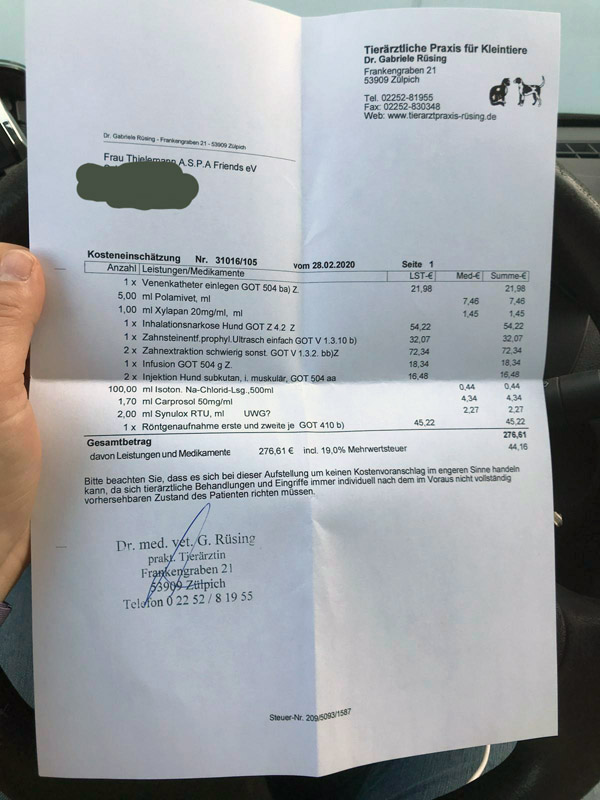 Tierärztliche Praxis für Kleintiere
Dr. Gabriele Rüsing
Frankengraben 21
53909 Zülpich
Tel. 02252-81955
Fax: 02252-830348
Web: www.tierarztpraxis-rüsing.de
Dr. Gabriele Rüsing - Frankengraben 21 - 53909 Zülpich
Frau Thielemann A.S.P.A Friends eV
Kosteneinschätzung Nr. 31016/105 vom 28.02.2020 Seite 1
Anzahl Leistungen/Medikamente LST-€ Med-€ Summe-€
1 x Venenkatheter einlegen GOT 504 ba) Z 21,98 21,98
5,00 ml Polamivet, ml 7,46 7,46
1,00 ml Xylapan 20mg/ml, ml 1,45 1,45
1 x Inhalationsnarkose Hund GOT Z 4.2 Z 54,22 54,22
1 x Zahnsteinentf.prophyl.Ultrasch einfach GOT V 1.3.10 b) 32,07 32,07
2 x Zahnextraktion schwierig sonst. GOT V 1.3.2. bb)Z 72,34 72,34
1 x Infusion GOT 504 g Z. 18,34 18,34
2 x Injektion Hund subkutan, i. muskulär, GOT 504 aa 16,48 16,48
100,00 ml Isoton. Na-Chlorid-Lsg.,500ml 0,44 0,44
1,70 ml Carprosol 50mg/ml 4,34 4,34
2,00 ml Synulox RTU, ml UWG? 2,27 2,27
1 x Röntgenaufnahme erste und zweite je GOT 410 b) 45,22 45,22
Gesamtbetrag 276,61
davon Leistungen und Medikamente 276,61 € incl. 19,0% Mehrwertsteuer 44,16
Bitte beachten Sie, dass es sich bei dieser Aufstellung um keinen Kostenvoranschlag im engeren Sinne handeln
kann, da sich tierärztliche Behandlungen und Eingriffe immer individuell nach dem im Voraus nicht vollständig
vorhersehbaren Zustand des Patienten richten müssen.
Dr. med. vet. G. Rüsing
prakt. Tierärztin
Frankengraben 21
53909 Zülpich
Telefon 0 22 52 / 8 19 55
Steuer-Nr. 209/5093/1587